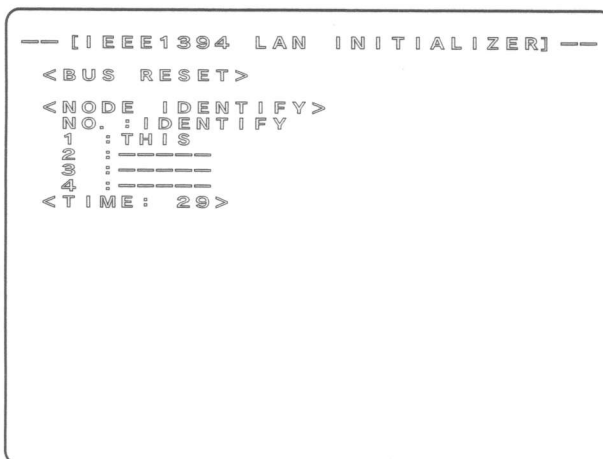 —— [IEEE1394 LAN INITIALIZER] ——
<BUS RESET>
<NODE IDENTIFY>
NO. :IDENTIFY
1 :THIS
2 :—————
3 :—————
4 :—————
<TIME: 29>